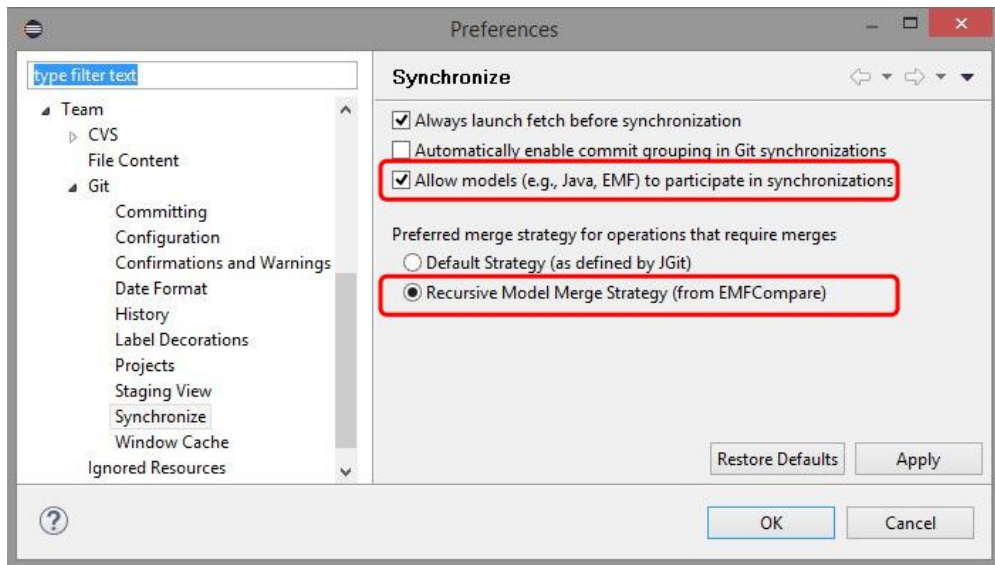 Preferences
type filter text
Team
CVS
File Content
Git
Committing
Configuration
Confirmations and Warnings
Date Format
History
Label Decorations
Projects
Staging View
Synchronize
Window Cache
Ignored Resources
Synchronize
Always launch fetch before synchronization
Automatically enable commit grouping in Git synchronizations
Allow models (e.g., Java, EMF) to participate in synchronizations
Preferred merge strategy for operations that require merges
Default Strategy (as defined by JGit)
Recursive Model Merge Strategy (from EMFCompare)
Restore Defaults
Apply
OK
Cancel